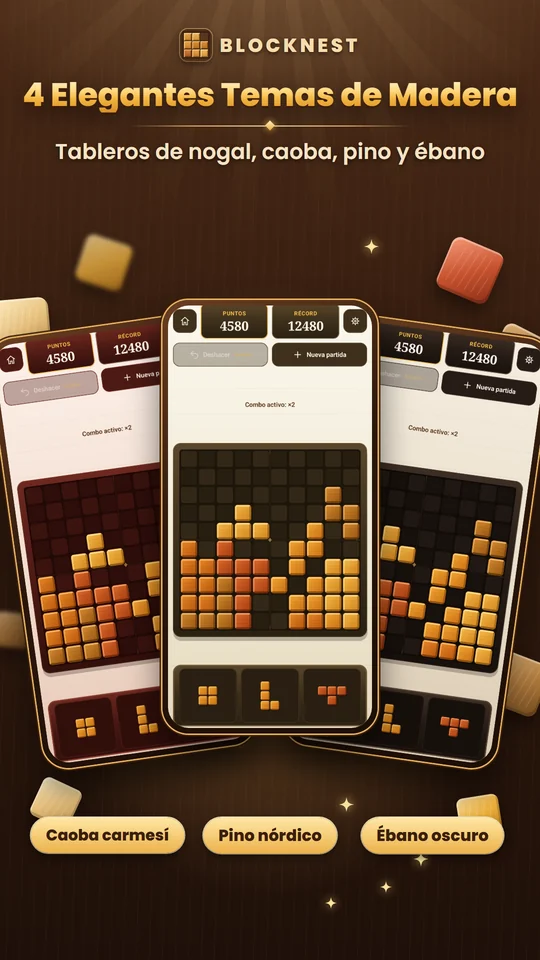 BLOCKNEST
4 Elegantes Temas de Madera
Tableros de nogal, caoba, pino y ébano
PUNTOS
4580
RÉCORD
12480
Nueva p
Combo activo: ×2
PUNTOS
4580
RÉCORD
12480
Deshacer
Nueva partida
Combo activo: ×2
PUNTOS
4580
RÉCORD
12480
Nueva partida
Combo activo: ×2
Caoba carmesí
Pino nórdico
Ébano oscuro